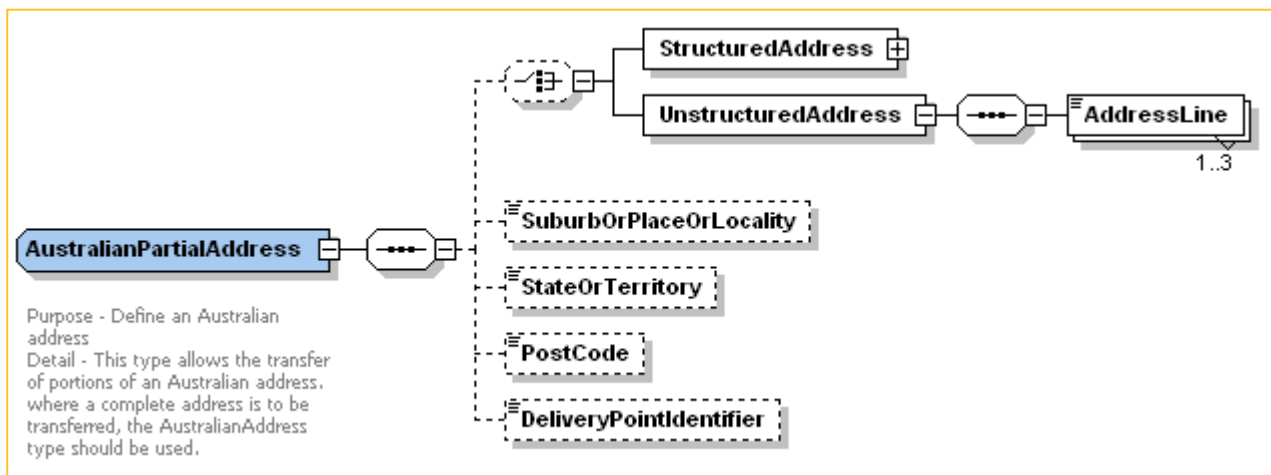 StructuredAddress
UnstructuredAddress
AddressLine
1..3
SuburbOrPlaceOrLocality
AustralianPartialAddress
StateOrTerritory
Purpose - Define an Australian
address
Detail - This type allows the transfer
of portions of an Australian address.
where a complete address is to be
transferred, the AustralianAddress
type should be used.
PostCode
DeliveryPointIdentifier